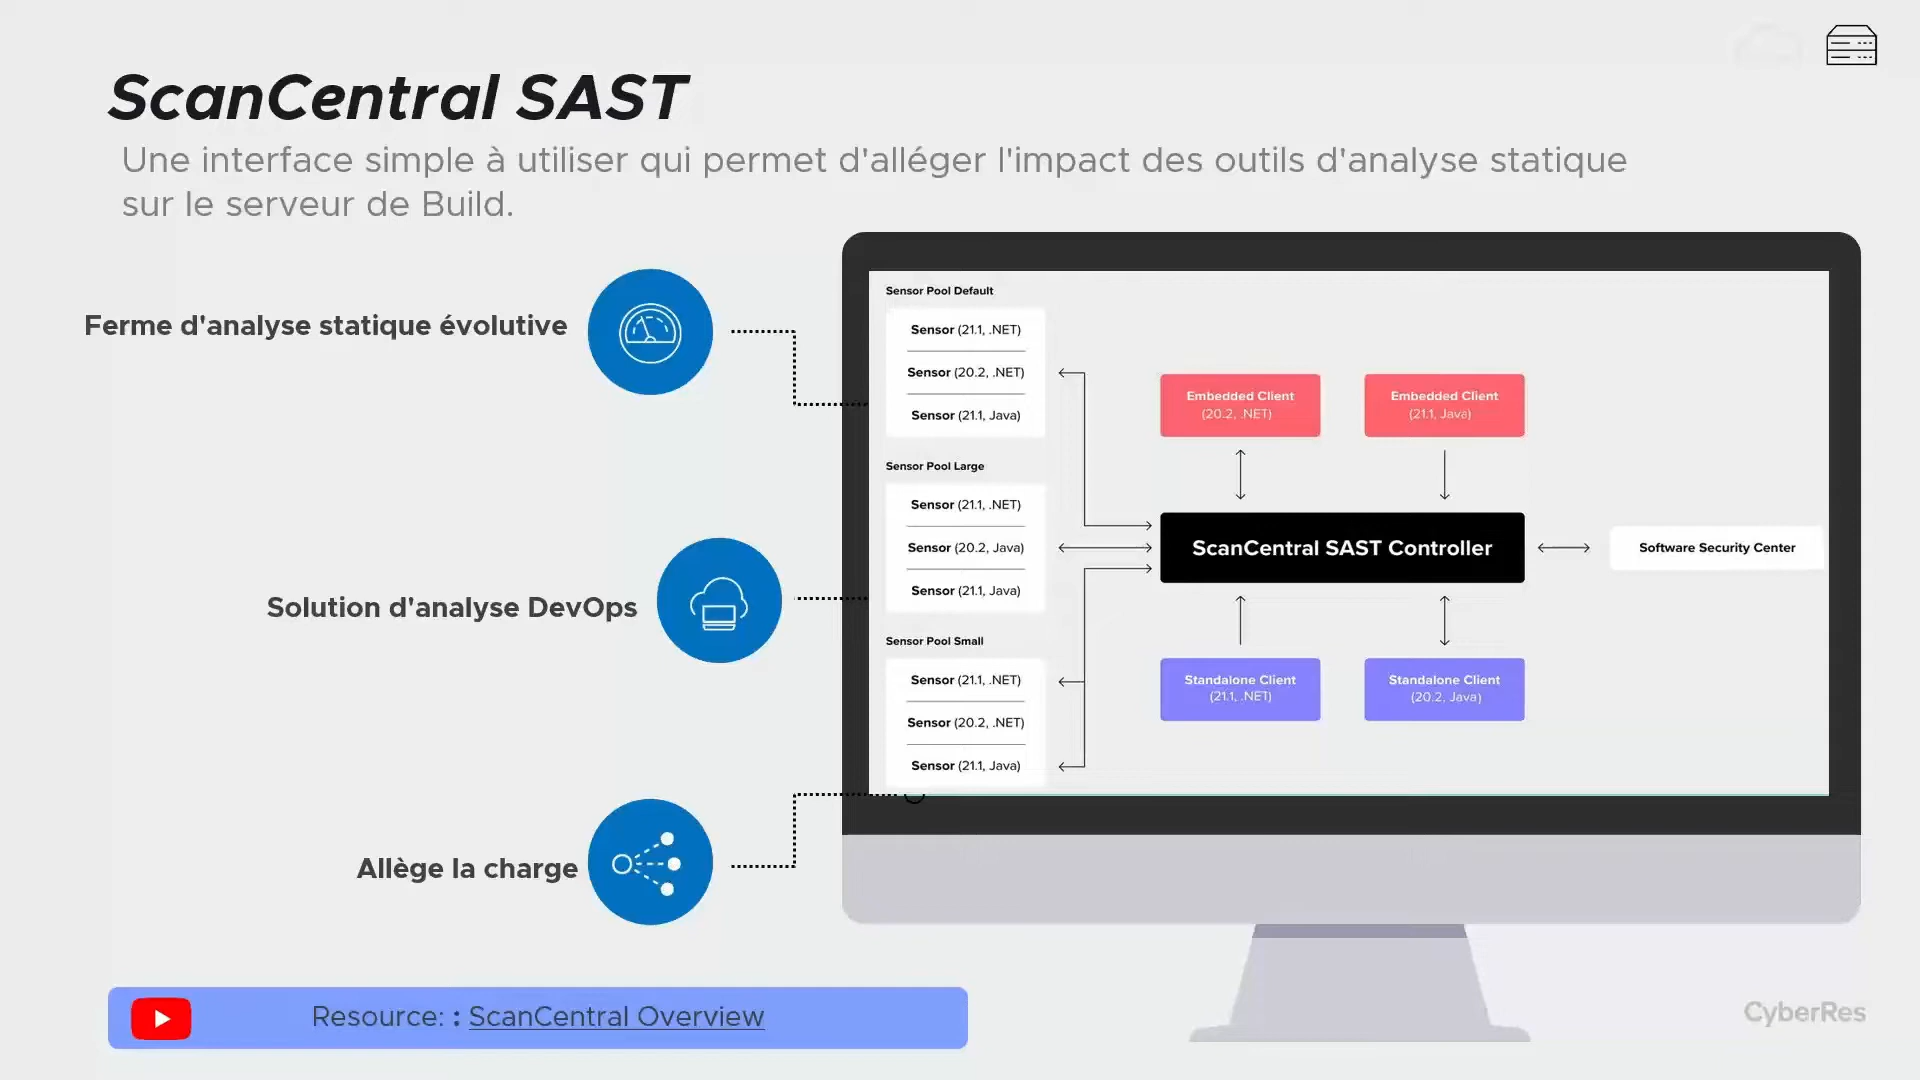 ScanCentral SAST
Une interface simple à utiliser qui permet d'alléger l'impact des outils d'analyse statique
sur le serveur de Build.
Ferme d'analyse statique évolutive
Solution d'analyse DevOps
Allège la charge
Sensor Pool Default
Sensor (21.1, .NET)
Sensor (20.2, .NET)
Sensor (21.1, Java)
Sensor Pool Large
Sensor (21.1, .NET)
Sensor (20.2, Java)
Sensor (21.1, Java)
Sensor Pool Small
Sensor (21.1, .NET)
Sensor (20.2, .NET)
Sensor (21.1, Java)
Embedded Client
(20.2, .NET)
Embedded Client
(21.1, Java)
ScanCentral SAST Controller
Software Security Center
Standalone Client
(21.1, .NET)
Standalone Client
(20.2, Java)
Resource: : ScanCentral Overview
CyberRes